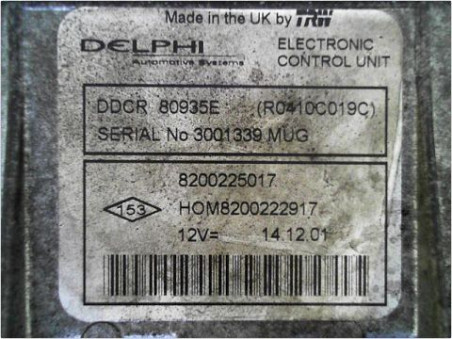 Made in the UK by TRW
DELPHI
Automotive Systems
ELECTRONIC
CONTROL UNIT
DDCR 80935E (R0410C019C)
SERIAL No 3001339 MUG
8200225017
153
HOM8200222917
12V= 14.12.01